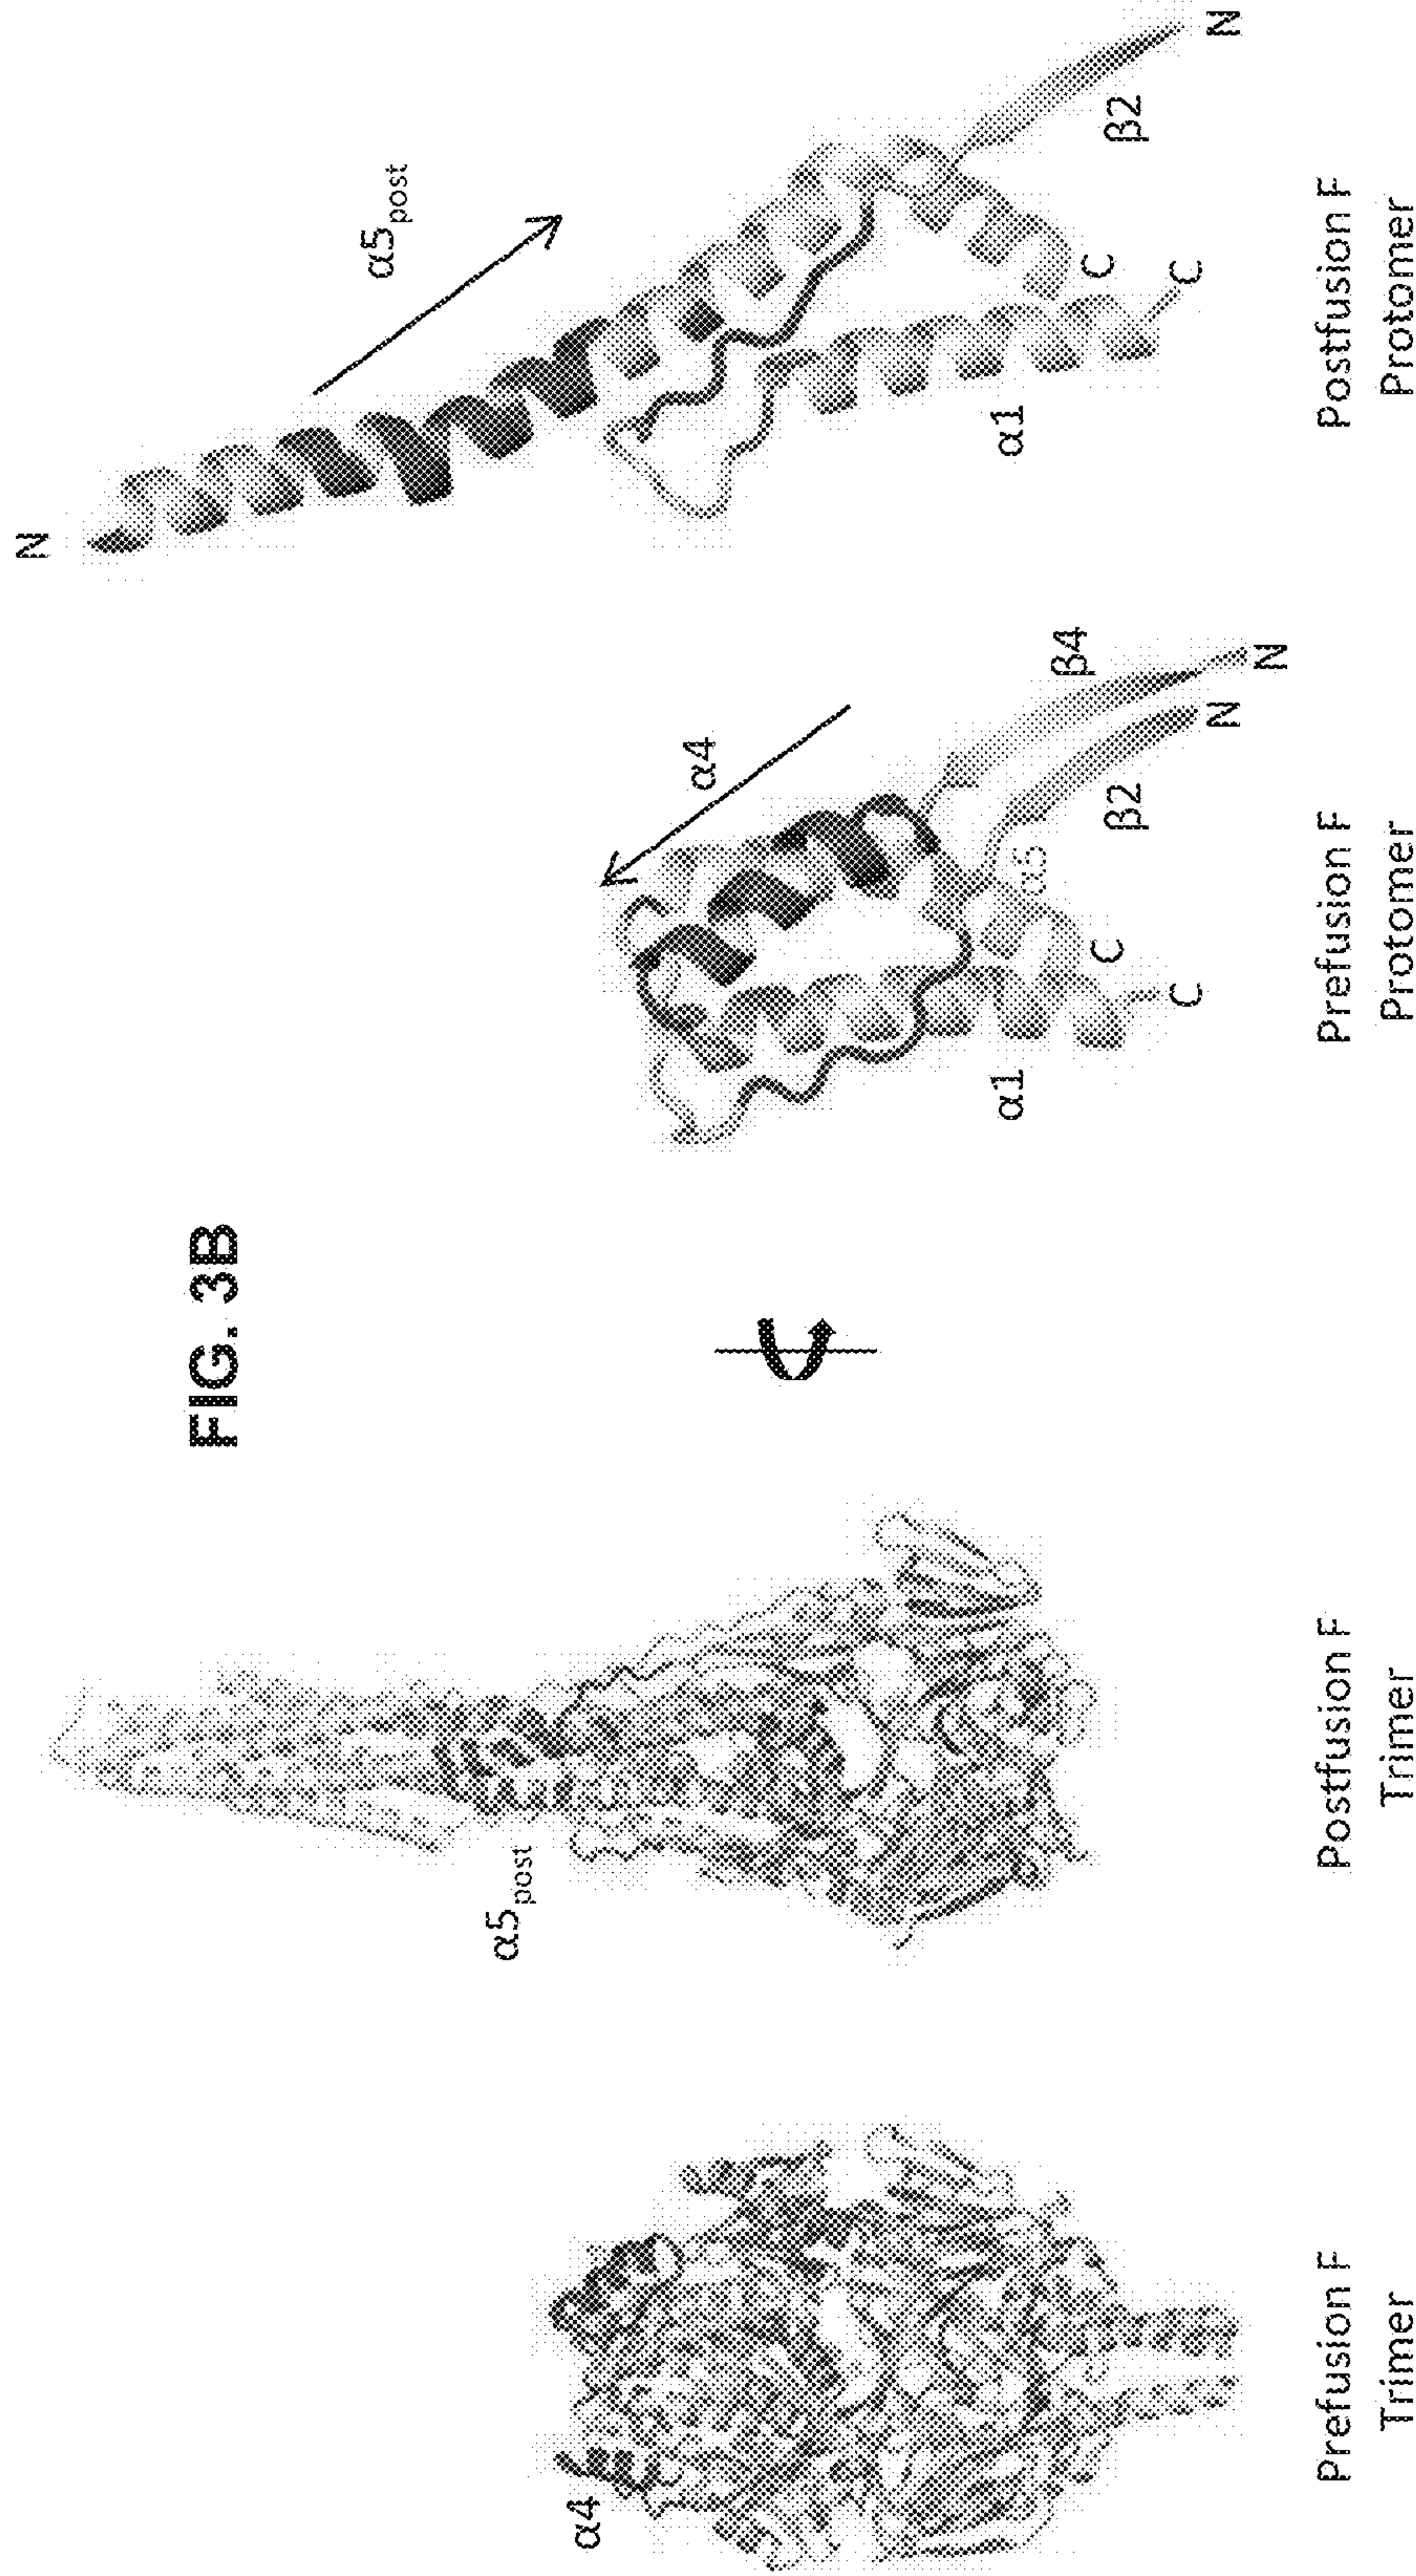 FIG. 3B
α4
α5post
α4
α5
α1
β2
β4
N
N
C
C
N
α5post
α1
β2
N
C
C
Prefusion F
Trimer
Postfusion F
Trimer
Prefusion F
Protomer
Postfusion F
Protomer